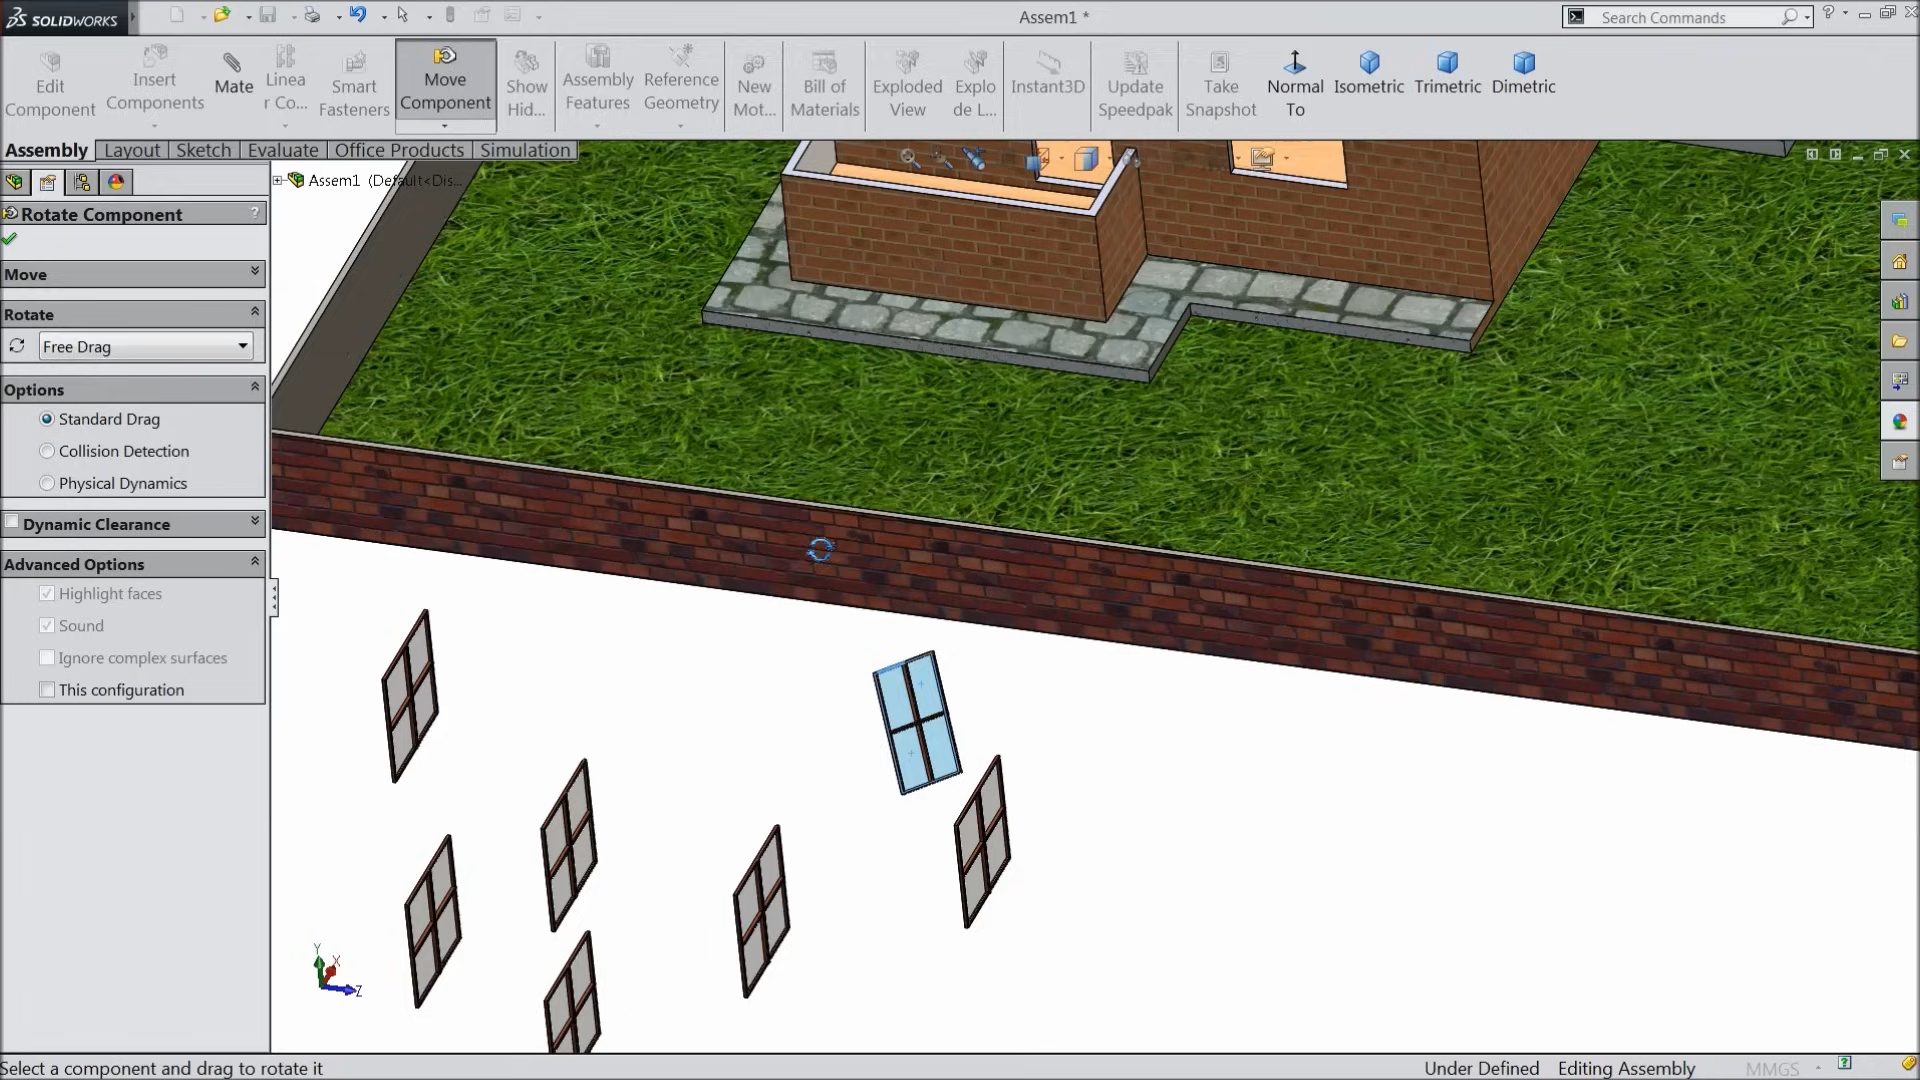 SOLIDWORKS
Assem1 *
Search Commands
Edit Component
Insert Components
Mate
Linea r Co...
Smart Fasteners
Move Component
Show Hid...
Assembly Features
Reference Geometry
New Mot...
Bill of Materials
Exploded View
Explo de L...
Instant3D
Update Speedpak
Take Snapshot
Normal To
Isometric
Trimetric
Dimetric
Assembly
Layout
Sketch
Evaluate
Office Products
Simulation
Assem1 (Default<Dis...
Rotate Component
?
Move
Rotate
Free Drag
Options
Standard Drag
Collision Detection
Physical Dynamics
Dynamic Clearance
Advanced Options
Highlight faces
Sound
Ignore complex surfaces
This configuration
Y
X
Z
Select a component and drag to rotate it
Under Defined
Editing Assembly
MMGS